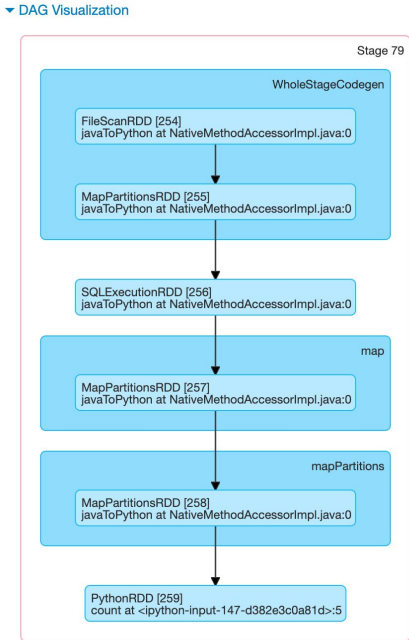 DAG Visualization
Stage 79
WholeStageCodegen
FileScanRDD [254]
javaToPython at NativeMethodAccessorImpl.java:0
MapPartitionsRDD [255]
javaToPython at NativeMethodAccessorImpl.java:0
SQLExecutionRDD [256]
javaToPython at NativeMethodAccessorImpl.java:0
map
MapPartitionsRDD [257]
javaToPython at NativeMethodAccessorImpl.java:0
mapPartitions
MapPartitionsRDD [258]
javaToPython at NativeMethodAccessorImpl.java:0
PythonRDD [259]
count at <ipython-input-147-d382e3c0a81d>:5